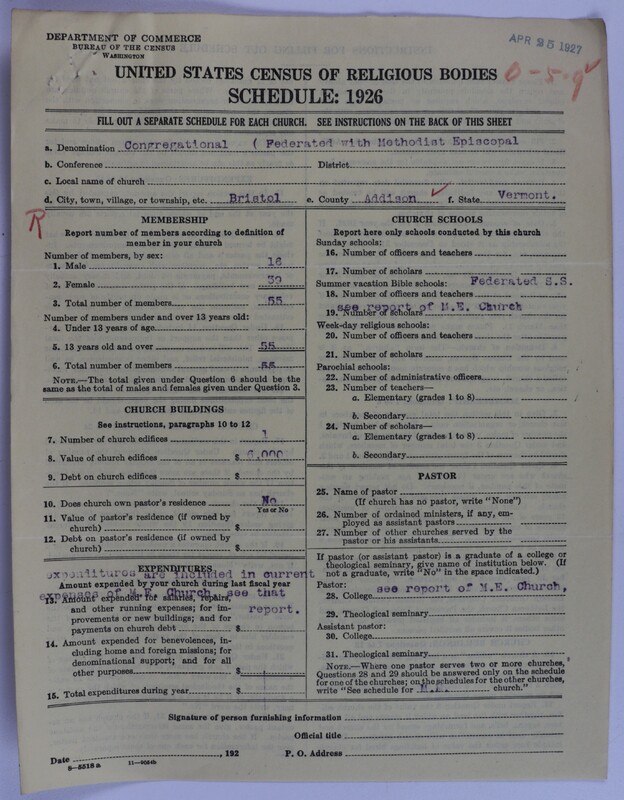 DEPARTMENT OF COMMERCE
BUREAU OF THE CENSUS
WASHINGTON
APR 25 1927
UNITED STATES CENSUS OF RELIGIOUS BODIES
0-5-9
SCHEDULE: 1926
FILL OUT A SEPARATE SCHEDULE FOR EACH CHURCH. SEE INSTRUCTIONS ON THE BACK OF THIS SHEET
a. Denomination Congregational ( Federated with Methodist Episcopal
b. Conference District
c. Local name of church
d. City, town, village, or township, etc. Bristol e. County Addison f. State Vermont.
R
MEMBERSHIP
Report number of members according to definition of
member in your church
Number of members, by sex:
1. Male 16
2. Female 39
3. Total number of members 55
Number of members under and over 13 years old:
4. Under 13 years of age
5. 13 years old and over 55
6. Total number of members 55
NOTE.—The total given under Question 6 should be
the same as the total of males and females given under Question 3.
CHURCH BUILDINGS
See instructions, paragraphs 10 to 12
7. Number of church edifices 1
8. Value of church edifices $ 6,000
9. Debt on church edifices $
10. Does church own pastor's residence No
Yes or No
11. Value of pastor's residence (if owned by
church) $
12. Debt on pastor's residence (if owned by
church) $
EXPENDITURES
expenditures are included in current
Amount expended by your church during last fiscal year
expenses of M.E. Church, see that
13. Amount expended for salaries, repairs,
and other running expenses; for im- report.
provements or new buildings; and for
payments on church debt $
14. Amount expended for benevolences, in-
cluding home and foreign missions; for
denominational support; and for all
other purposes $
15. Total expenditures during year $
CHURCH SCHOOLS
Report here only schools conducted by this church
Sunday schools:
16. Number of officers and teachers
17. Number of scholars
Summer vacation Bible schools: Federated S.S.
18. Number of officers and teachers
see report of M.E. Church
19. Number of scholars
Week-day religious schools:
20. Number of officers and teachers
21. Number of scholars
Parochial schools:
22. Number of administrative officers
23. Number of teachers—
a. Elementary (grades 1 to 8)
b. Secondary
24. Number of scholars—
a. Elementary (grades 1 to 8)
b. Secondary
PASTOR
25. Name of pastor
(If church has no pastor, write "None")
26. Number of ordained ministers, if any, em-
ployed as assistant pastors
27. Number of other churches served by the
pastor or his assistants
If pastor (or assistant pastor) is a graduate of a college or
theological seminary, give name of institution below. (If
not a graduate, write "No" in the space indicated.)
Pastor: see report of M.E. Church,
28. College
29. Theological seminary
Assistant pastor:
30. College
31. Theological seminary
NOTE.—Where one pastor serves two or more churches,
Questions 28 and 29 should be answered only on the schedule
for one of the churches; on the schedules for the other churches,
write "See schedule for M.E. church."
Signature of person furnishing information
Official title
Date , 192 P. O. Address
8—5518a 11—9024b